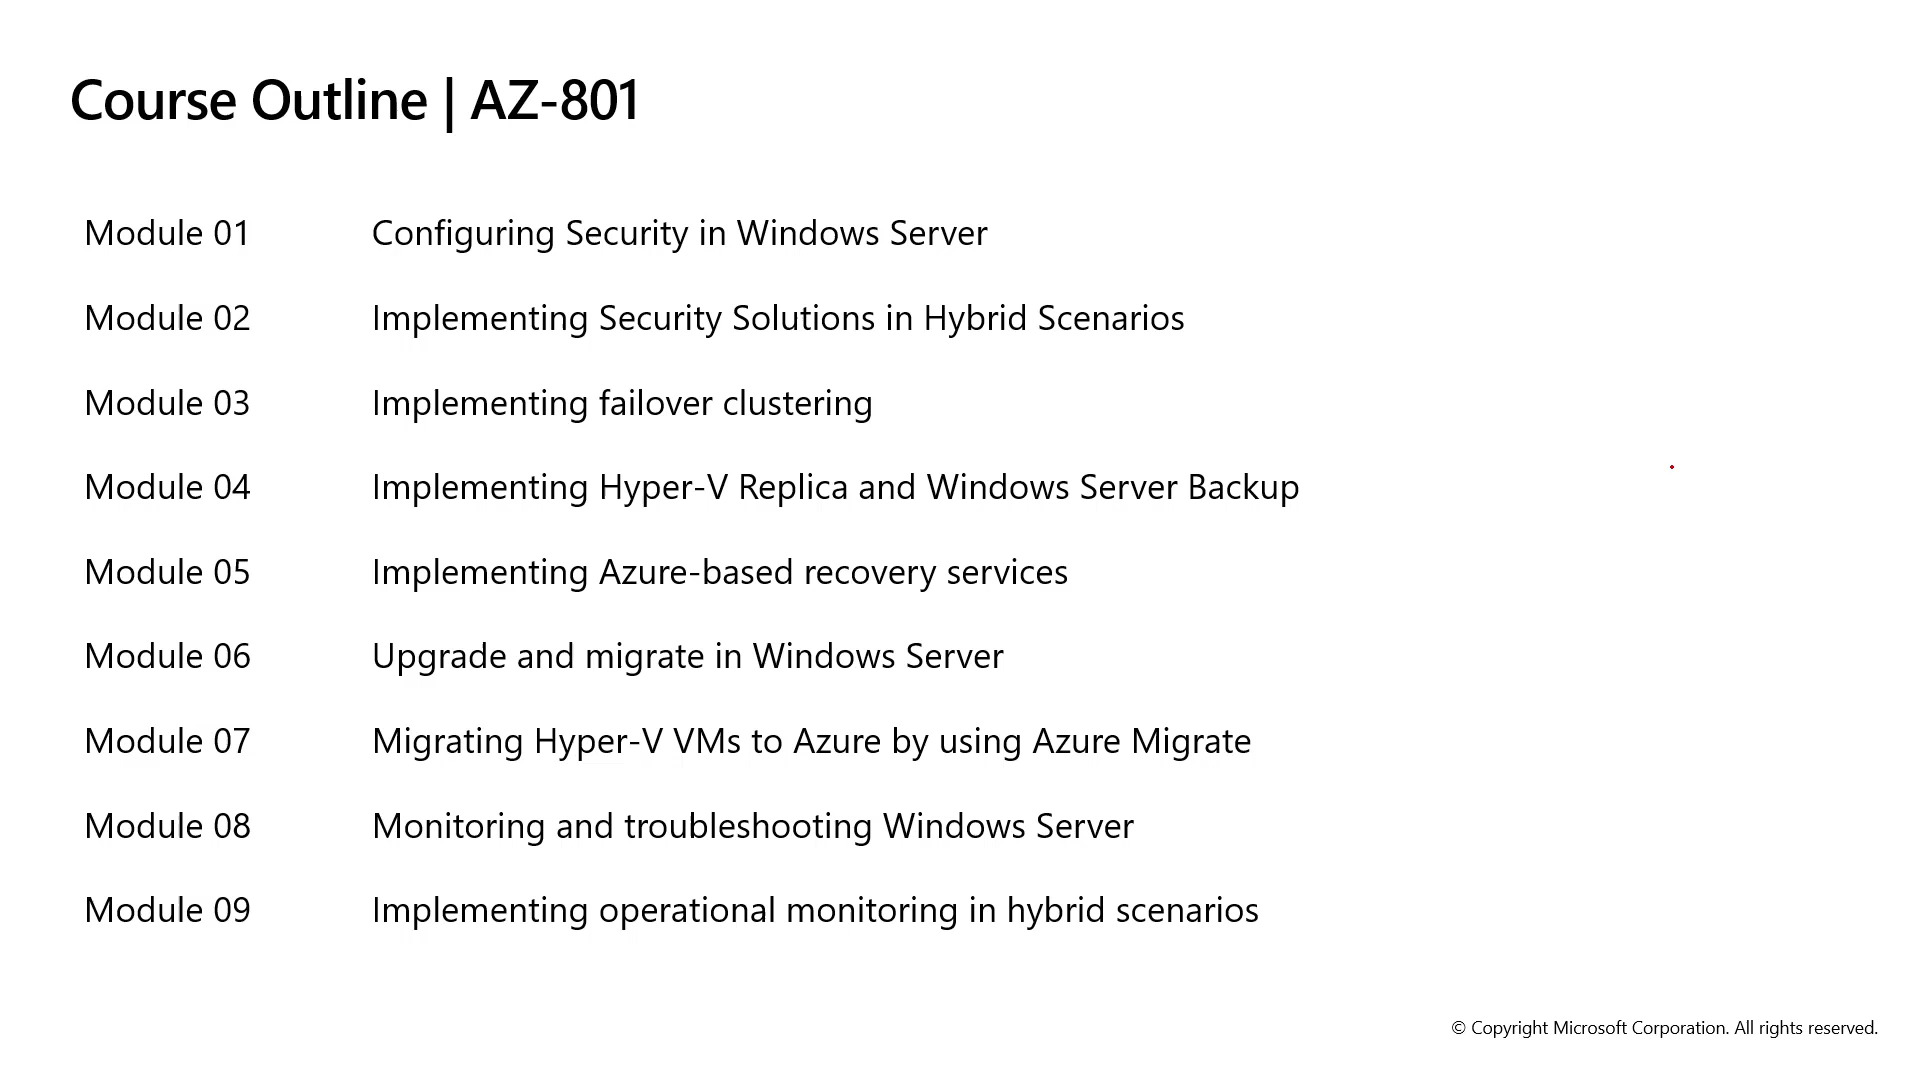 Course Outline | AZ-801
Module 01 Configuring Security in Windows Server
Module 02 Implementing Security Solutions in Hybrid Scenarios
Module 03 Implementing failover clustering
Module 04 Implementing Hyper-V Replica and Windows Server Backup
Module 05 Implementing Azure-based recovery services
Module 06 Upgrade and migrate in Windows Server
Module 07 Migrating Hyper-V VMs to Azure by using Azure Migrate
Module 08 Monitoring and troubleshooting Windows Server
Module 09 Implementing operational monitoring in hybrid scenarios
© Copyright Microsoft Corporation. All rights reserved.